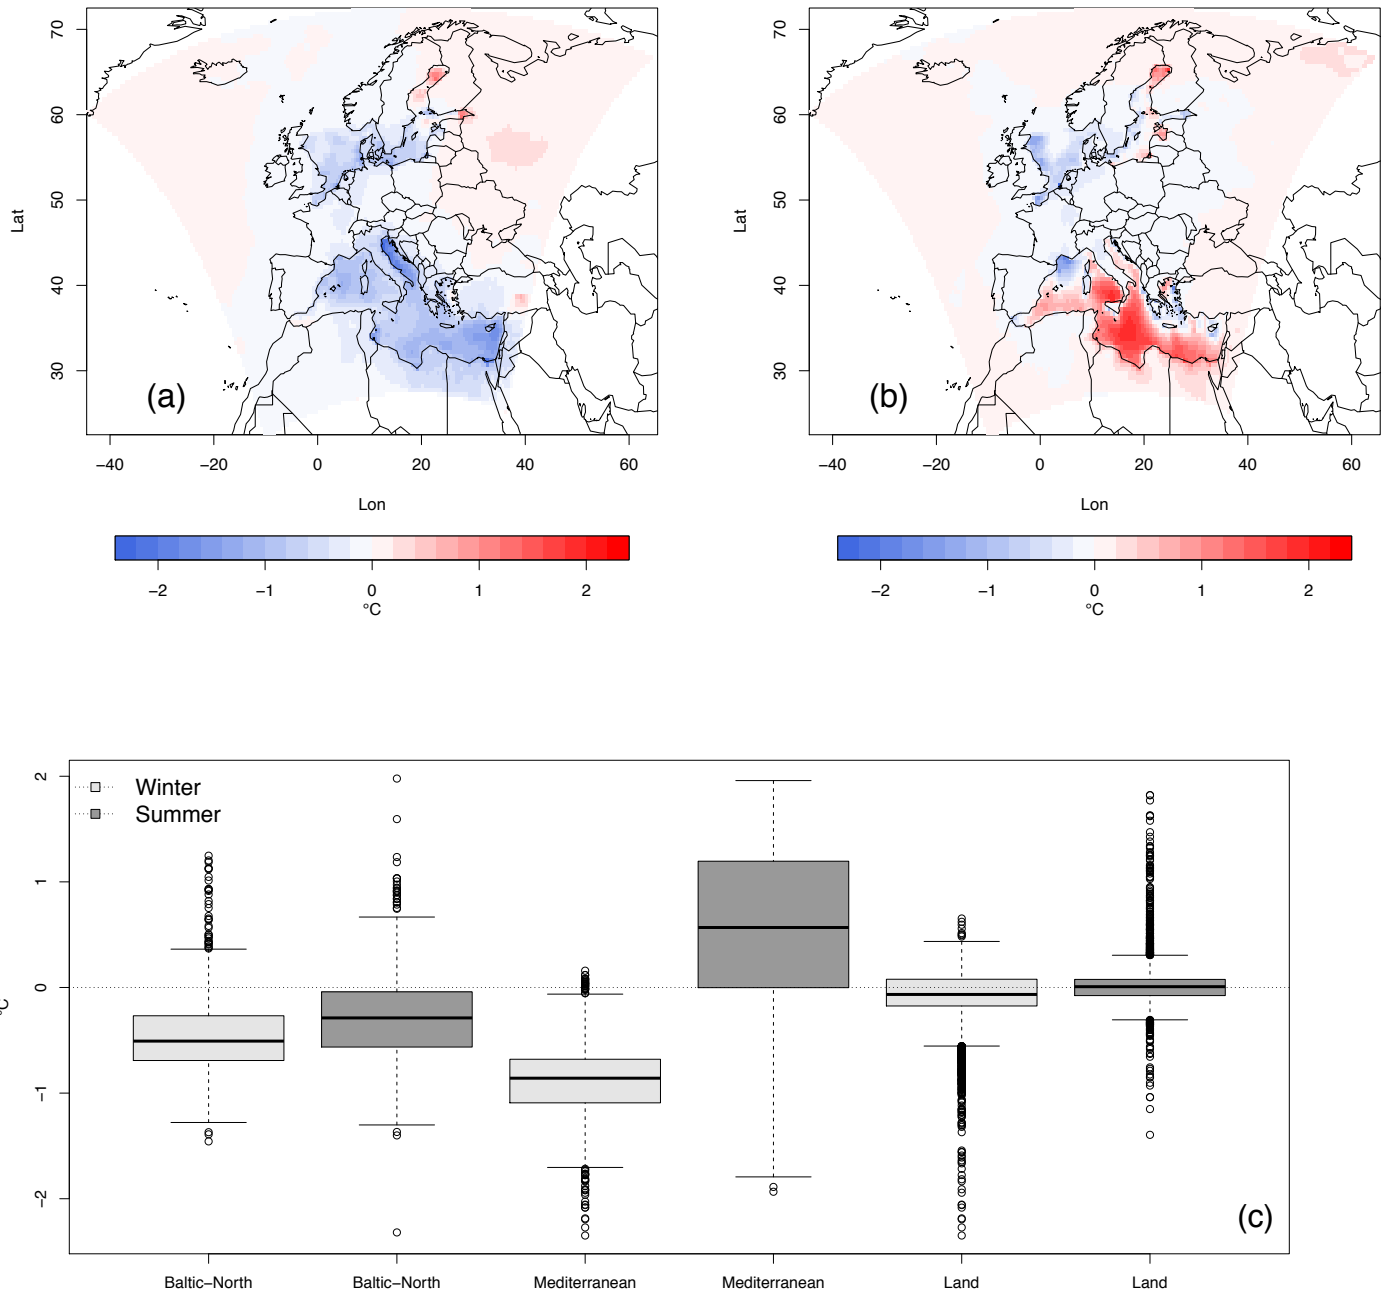 70
60
50
40
30
Lat
(a)
−40 −20 0 20 40 60
Lon
−2 −1 0 1 2
°C
70
60
50
40
30
Lat
(b)
−40 −20 0 20 40 60
Lon
−2 −1 0 1 2
°C
Winter
Summer
2
1
0
−1
−2
°C
(c)
Baltic−North Baltic−North Mediterranean Mediterranean Land Land